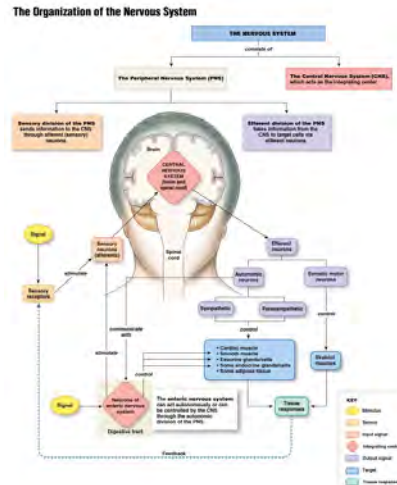 The Organization of the Nervous System
THE NERVOUS SYSTEM
consists of
The Peripheral Nervous System (PNS)
The Central Nervous System (CNS),
which acts as the integrating center
Sensory division of the PNS
sends information to the CNS
through afferent (sensory)
neurons.
Efferent division of the PNS
takes information from the
CNS to target cells via
efferent neurons.
Brain
CENTRAL
NERVOUS
SYSTEM
(brain and
spinal cord)
Signal
Sensory
neurons
(afferents)
Spinal
cord
Efferent
neurons
stimulate
Sensory
receptors
Autonomic
neurons
Somatic motor
neurons
Sympathetic
Parasympathetic
communicate
with
control
control
stimulate
control
• Cardiac muscle
• Smooth muscle
• Exocrine glands/cells
• Some endocrine glands/cells
• Some adipose tissue
Skeletal
muscles
Signal
Neurons of
enteric nervous
system
Digestive tract
The enteric nervous system
can act autonomously or can
be controlled by the CNS
through the autonomic
division of the PNS.
Tissue
responses
Feedback
KEY
Stimulus
Sensor
Input signal
Integrating center
Output signal
Target
Tissue response